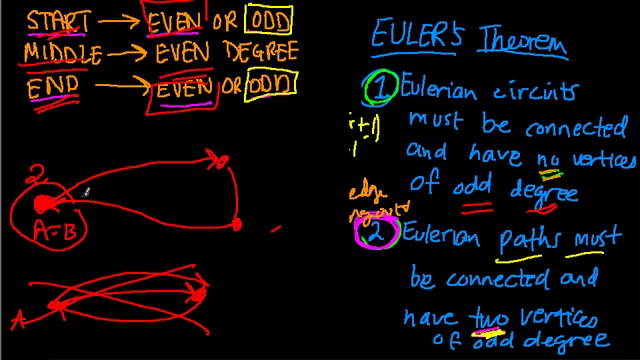 START → EVEN OR ODD
MIDDLE → EVEN DEGREE
END → EVEN OR ODD
2
A=B
A
EULER'S Theorem
1 Eulerian circuits
must be connected
and have no vertices
of odd degree
edge
2 Eulerian paths must
be connected and
have two vertices
of odd degree